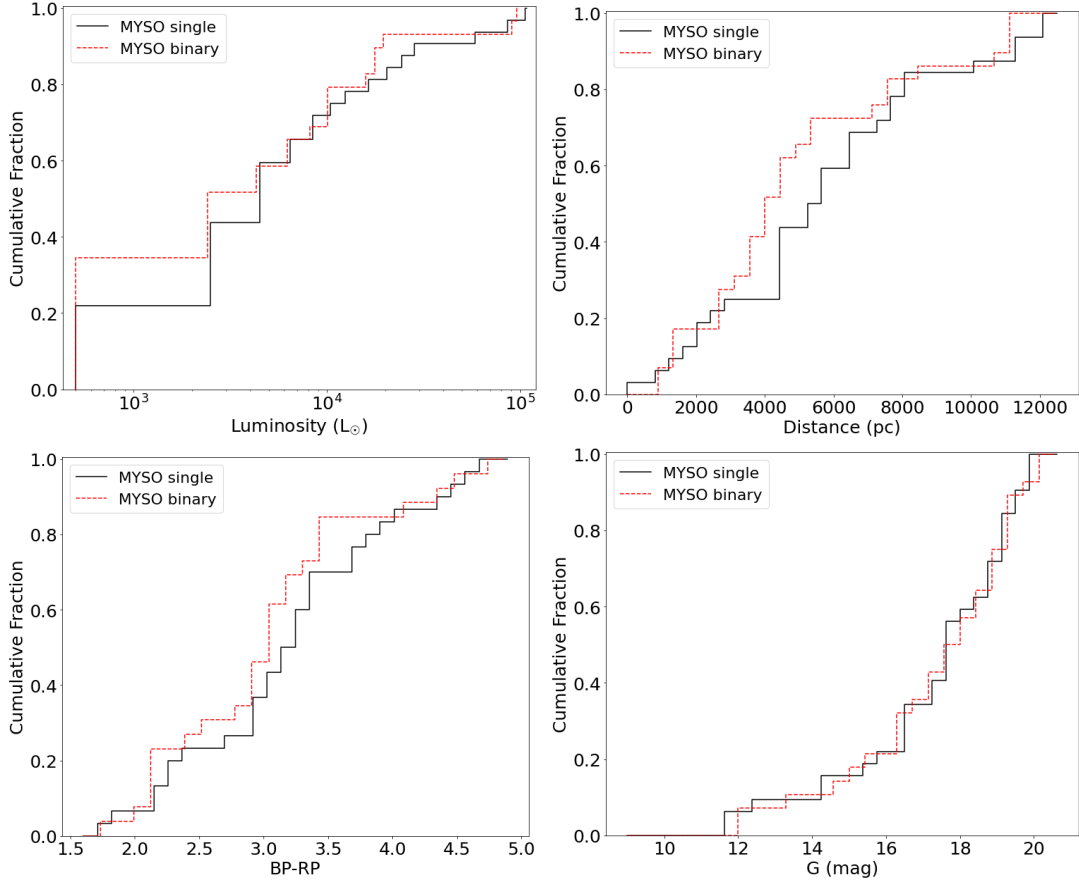 MYSO single
MYSO binary
Cumulative Fraction
1.0
0.8
0.6
0.4
0.2
0.0
10³ 10⁴ 10⁵
Luminosity (L☉)
MYSO single
MYSO binary
Cumulative Fraction
1.0
0.8
0.6
0.4
0.2
0.0
0 2000 4000 6000 8000 10000 12000
Distance (pc)
MYSO single
MYSO binary
Cumulative Fraction
1.0
0.8
0.6
0.4
0.2
0.0
1.5 2.0 2.5 3.0 3.5 4.0 4.5 5.0
BP-RP
MYSO single
MYSO binary
Cumulative Fraction
1.0
0.8
0.6
0.4
0.2
0.0
10 12 14 16 18 20
G (mag)